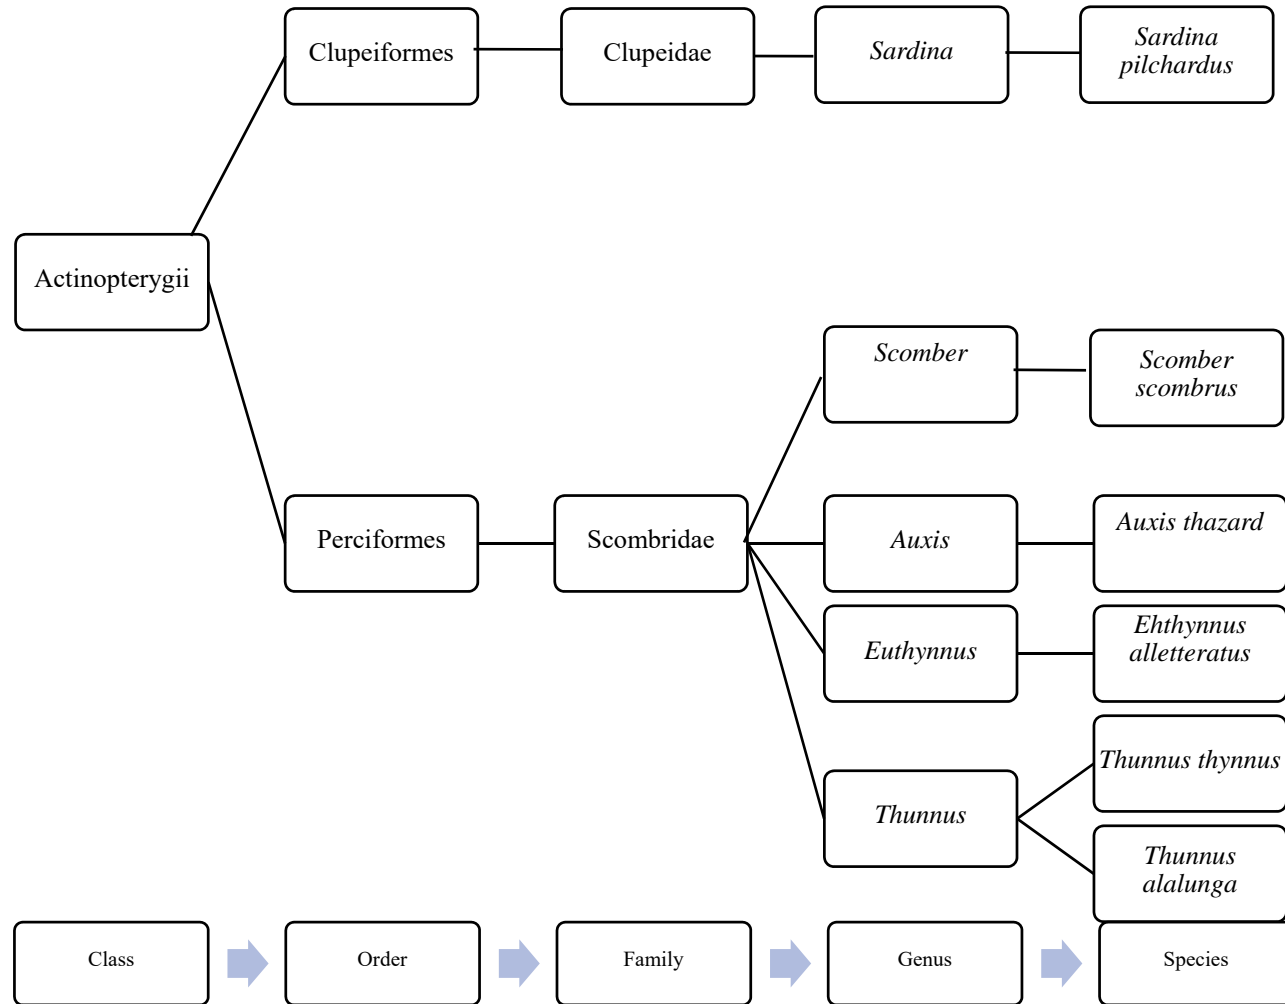 Clupeiformes
Clupeidae
Sardina
Sardina
pilchardus
Actinopterygii
Scomber
Scomber
scombrus
Perciformes
Scombridae
Auxis
Auxis thazard
Euthynnus
Ehthynnus
alletteratus
Thunnus
Thunnus thynnus
Thunnus
alalunga
Class
Order
Family
Genus
Species